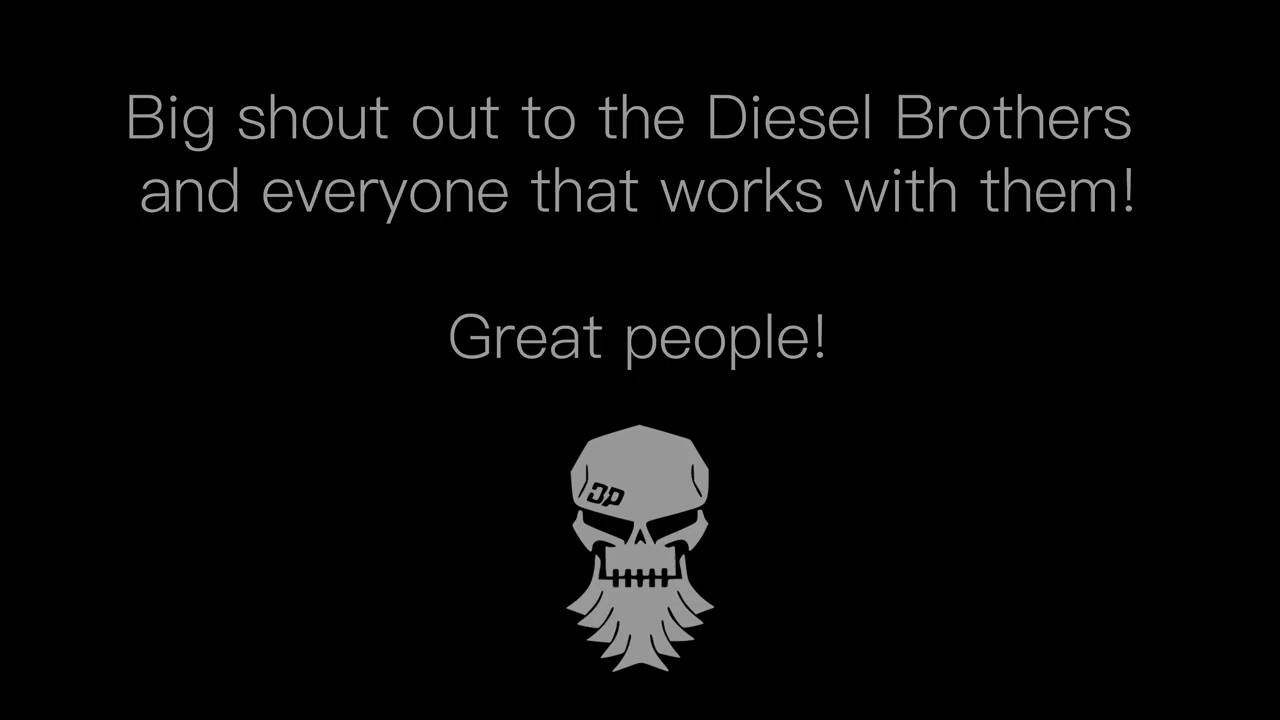 Big shout out to the Diesel Brothers
and everyone that works with them!
Great people!
DP